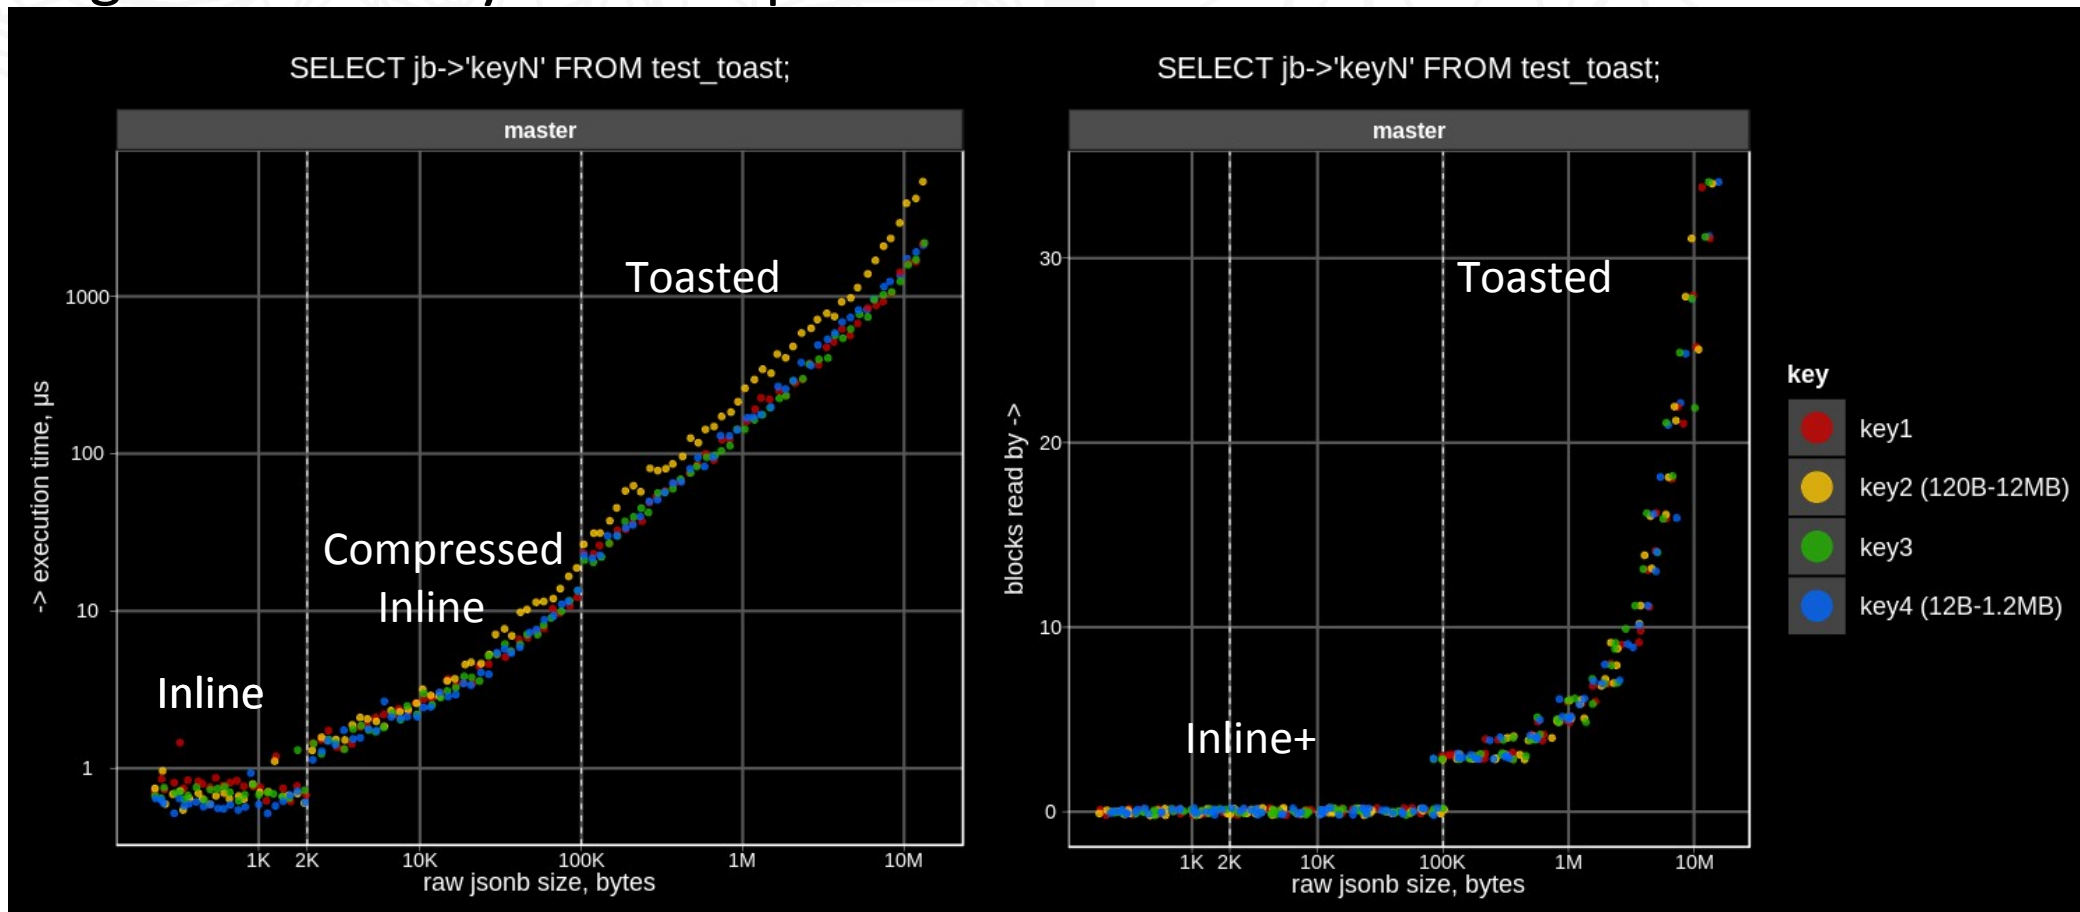 SELECT jb->'keyN' FROM test_toast;
master
-> execution time, µs
1000
100
10
1
Inline
Compressed
Inline
Toasted
1K 2K 10K 100K 1M 10M
raw jsonb size, bytes
SELECT jb->'keyN' FROM test_toast;
master
blocks read by ->
30
20
10
0
Inline+
Toasted
1K 2K 10K 100K 1M 10M
raw jsonb size, bytes
key
key1
key2 (120B-12MB)
key3
key4 (12B-1.2MB)